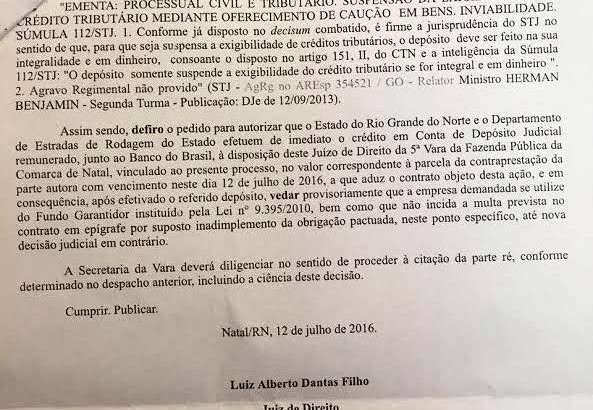 "EMENTA: PROCESSUAL CIVIL E TRIBUTÁRIO. SUSPENSÃO DA
CRÉDITO TRIBUTÁRIO MEDIANTE OFERECIMENTO DE CAUÇÃO EM BENS. INVIABILIDADE.
SÚMULA 112/STJ. 1. Conforme já disposto no decisum combatido, é firme a jurisprudência do STJ no
sentido de que, para que seja suspensa a exigibilidade de créditos tributários, o depósito deve ser feito na sua
integralidade e em dinheiro, consoante o disposto no artigo 151, II, do CTN e a inteligência da Súmula
112/STJ: "O depósito somente suspende a exigibilidade do crédito tributário se for integral e em dinheiro ".
2. Agravo Regimental não provido" (STJ - AgRg no AREsp 354521 / GO - Relator Ministro HERMAN
BENJAMIN - Segunda Turma - Publicação: DJe de 12/09/2013).
Assim sendo, defiro o pedido para autorizar que o Estado do Rio Grande do Norte e o Departamento
de Estradas de Rodagem do Estado efetuem de imediato o crédito em Conta de Depósito Judicial
remunerado, junto ao Banco do Brasil, à disposição deste Juízo de Direito da 5ª Vara da Fazenda Pública da
Comarca de Natal, vinculado ao presente processo, no valor correspondente à parcela da contraprestação da
parte autora com vencimento neste dia 12 de julho de 2016, a que aduz o contrato objeto desta ação, e em
consequência, após efetivado o referido depósito, vedar provisoriamente que a empresa demandada se utilize
do Fundo Garantidor instituído pela Lei nº 9.395/2010, bem como que não incida a multa prevista no
contrato em epígrafe por suposto inadimplemento da obrigação pactuada, neste ponto específico, até nova
decisão judicial em contrário.
A Secretaria da Vara deverá diligenciar no sentido de proceder à citação da parte ré, conforme
determinado no despacho anterior, incluindo a ciência deste decisão.
Cumprir. Publicar.
Natal/RN, 12 de julho de 2016.
Luiz Alberto Dantas Filho
Juiz de Direito